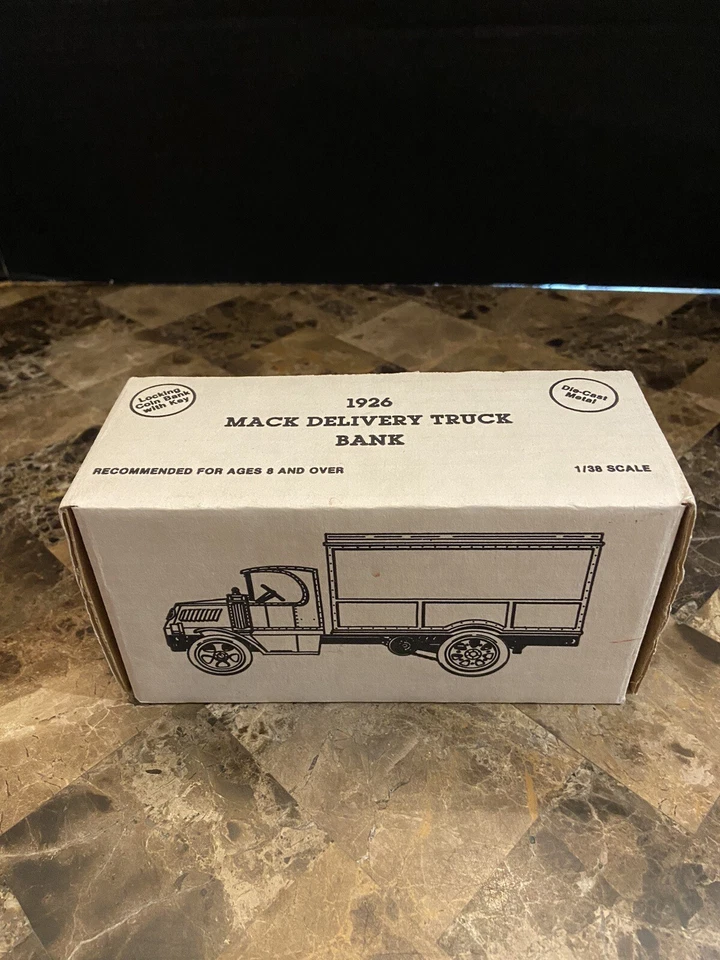 Locking
Coin Bank
with Key
1926
MACK DELIVERY TRUCK
BANK
Die-Cast
Metal
RECOMMENDED FOR AGES 8 AND OVER
1/38 SCALE